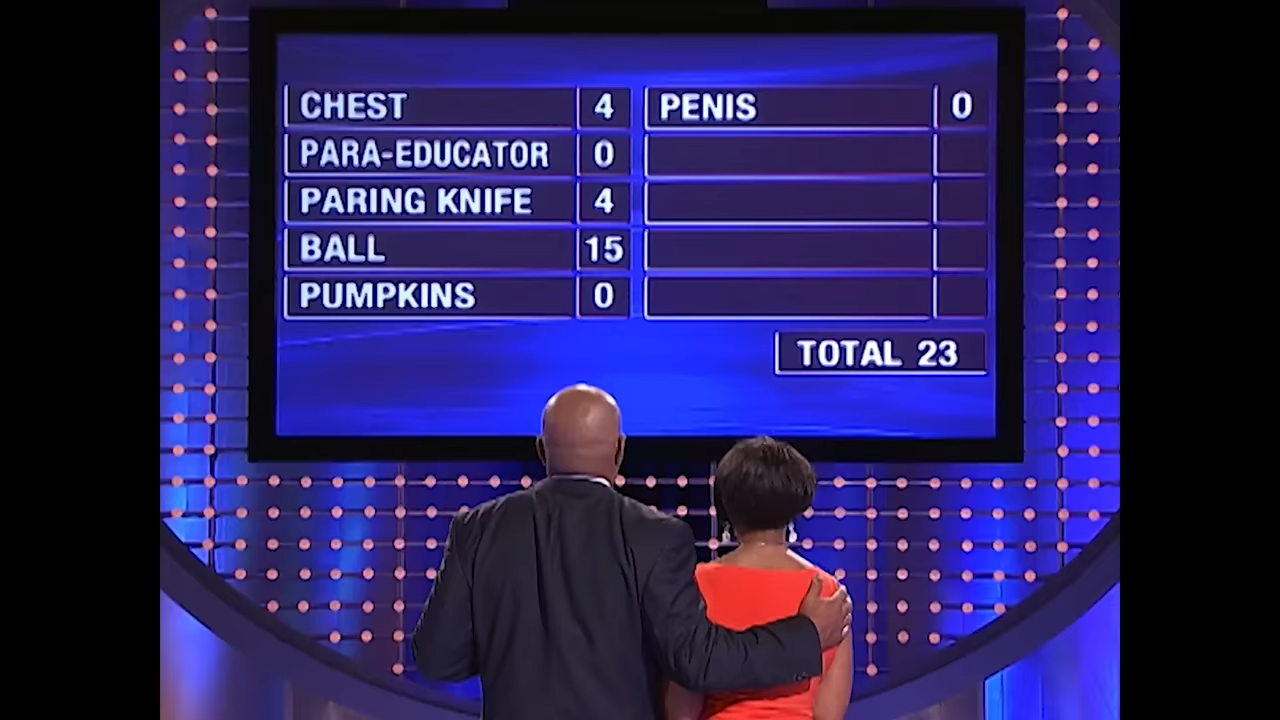 CHEST 4
PARA-EDUCATOR 0
PARING KNIFE 4
BALL 15
PUMPKINS 0
PENIS 0
TOTAL 23